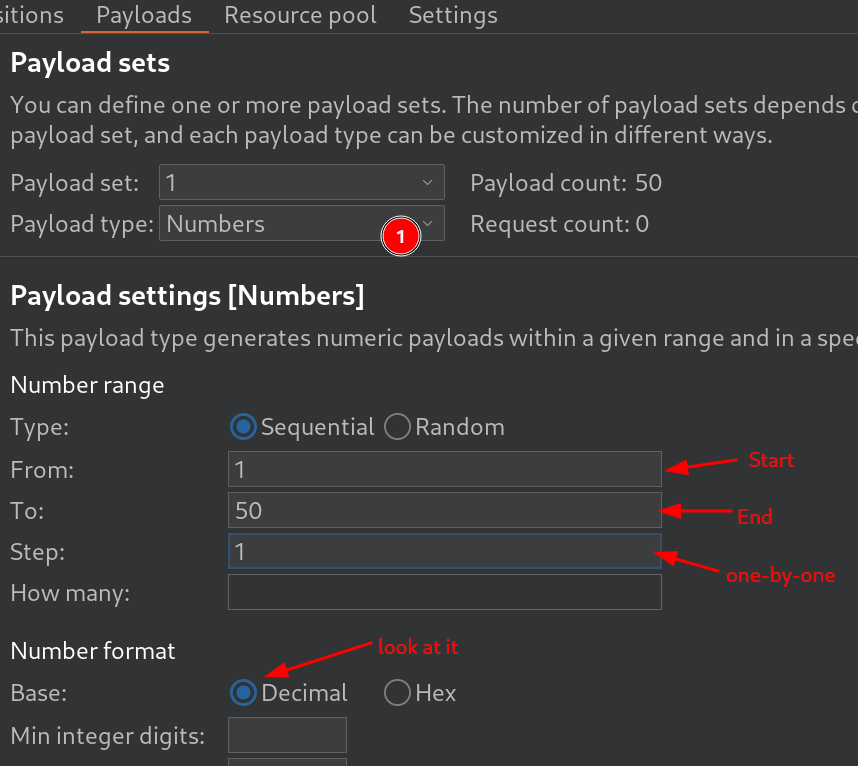 sitions Payloads Resource pool Settings
Payload sets
You can define one or more payload sets. The number of payload sets depends
payload set, and each payload type can be customized in different ways.
Payload set: 1 Payload count: 50
Payload type: Numbers 1 Request count: 0
Payload settings [Numbers]
This payload type generates numeric payloads within a given range and in a spe
Number range
Type: Sequential Random
From: 1 Start
To: 50 End
Step: 1 one-by-one
How many:
Number format look at it
Base: Decimal Hex
Min integer digits: